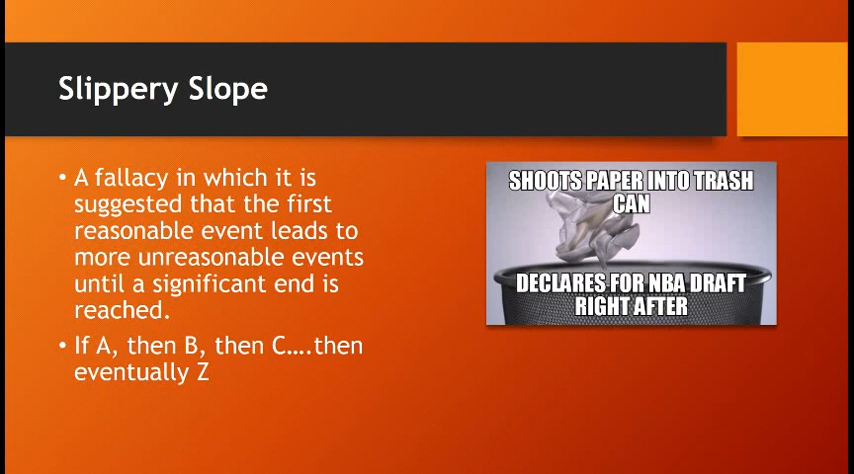 Slippery Slope
• A fallacy in which it is
suggested that the first
reasonable event leads to
more unreasonable events
until a significant end is
reached.
• If A, then B, then C….then
eventually Z
SHOOTS PAPER INTO TRASH
CAN
DECLARES FOR NBA DRAFT
RIGHT AFTER